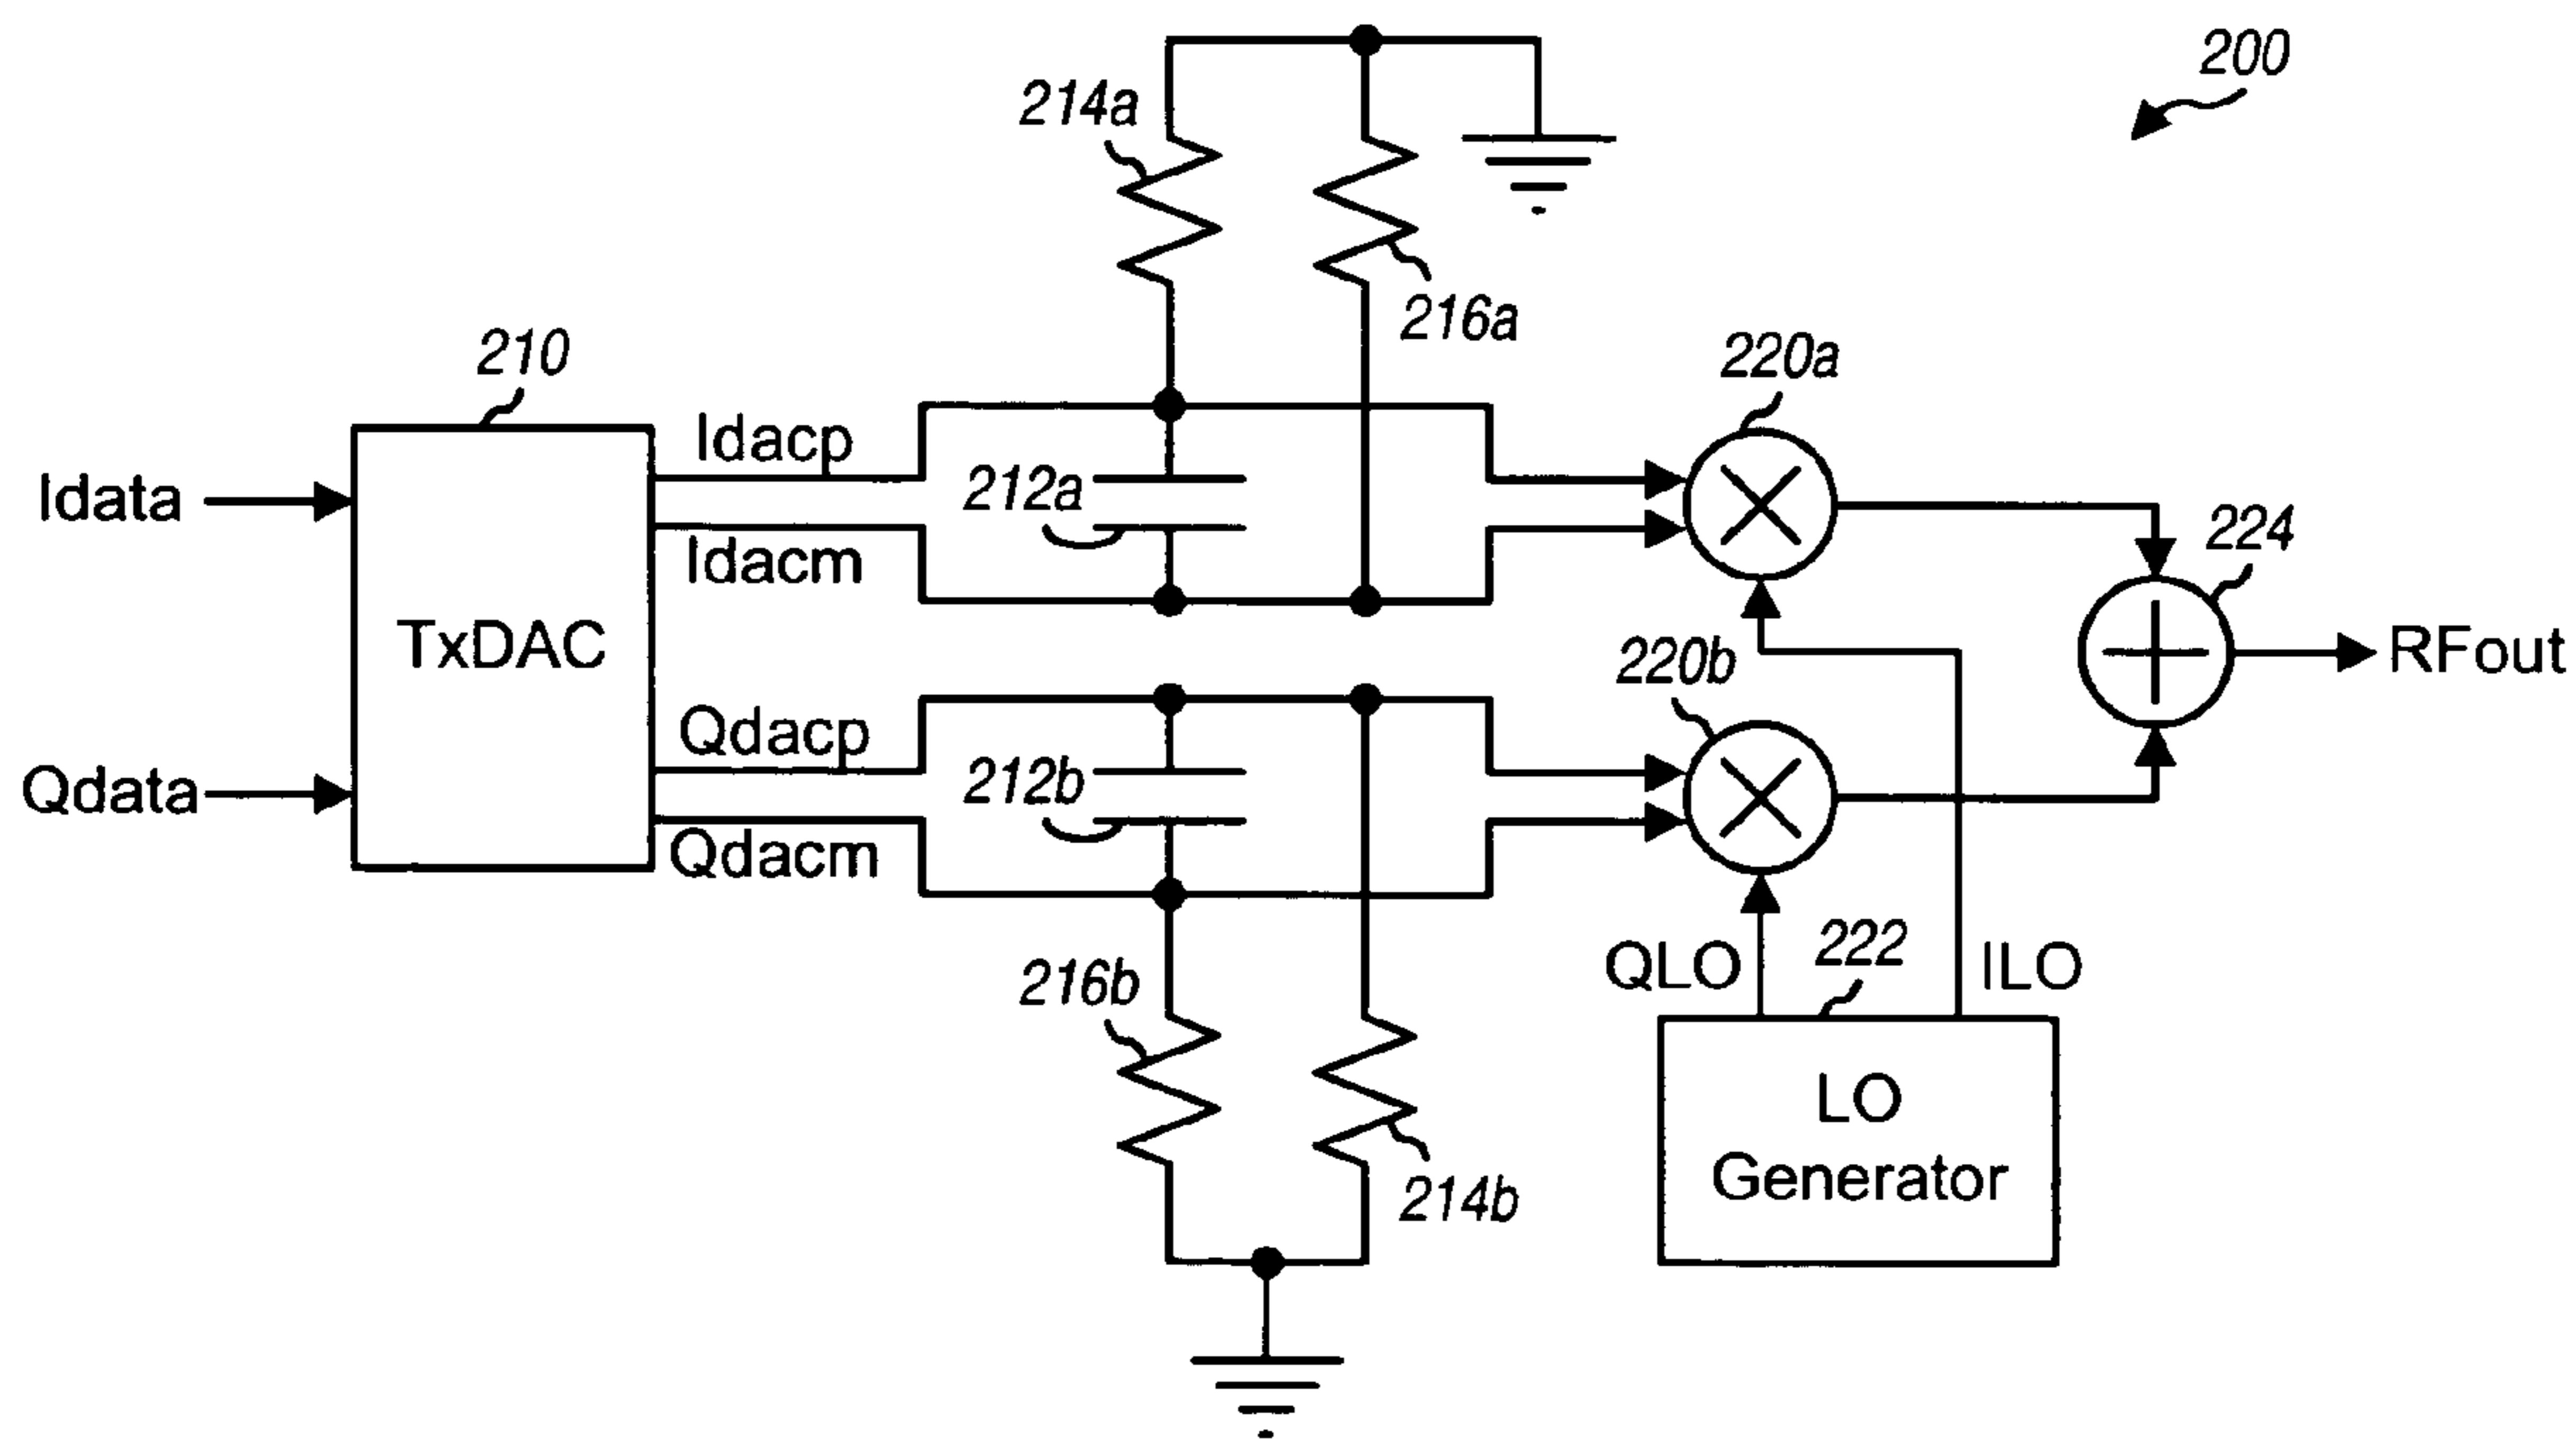 200
214a
216a
210
220a
Idacp
Idata
212a
224
Idacm
TxDAC
RFout
220b
Qdacp
Qdata
212b
Qdacm
QLO
222
ILO
216b
LO
Generator
214b